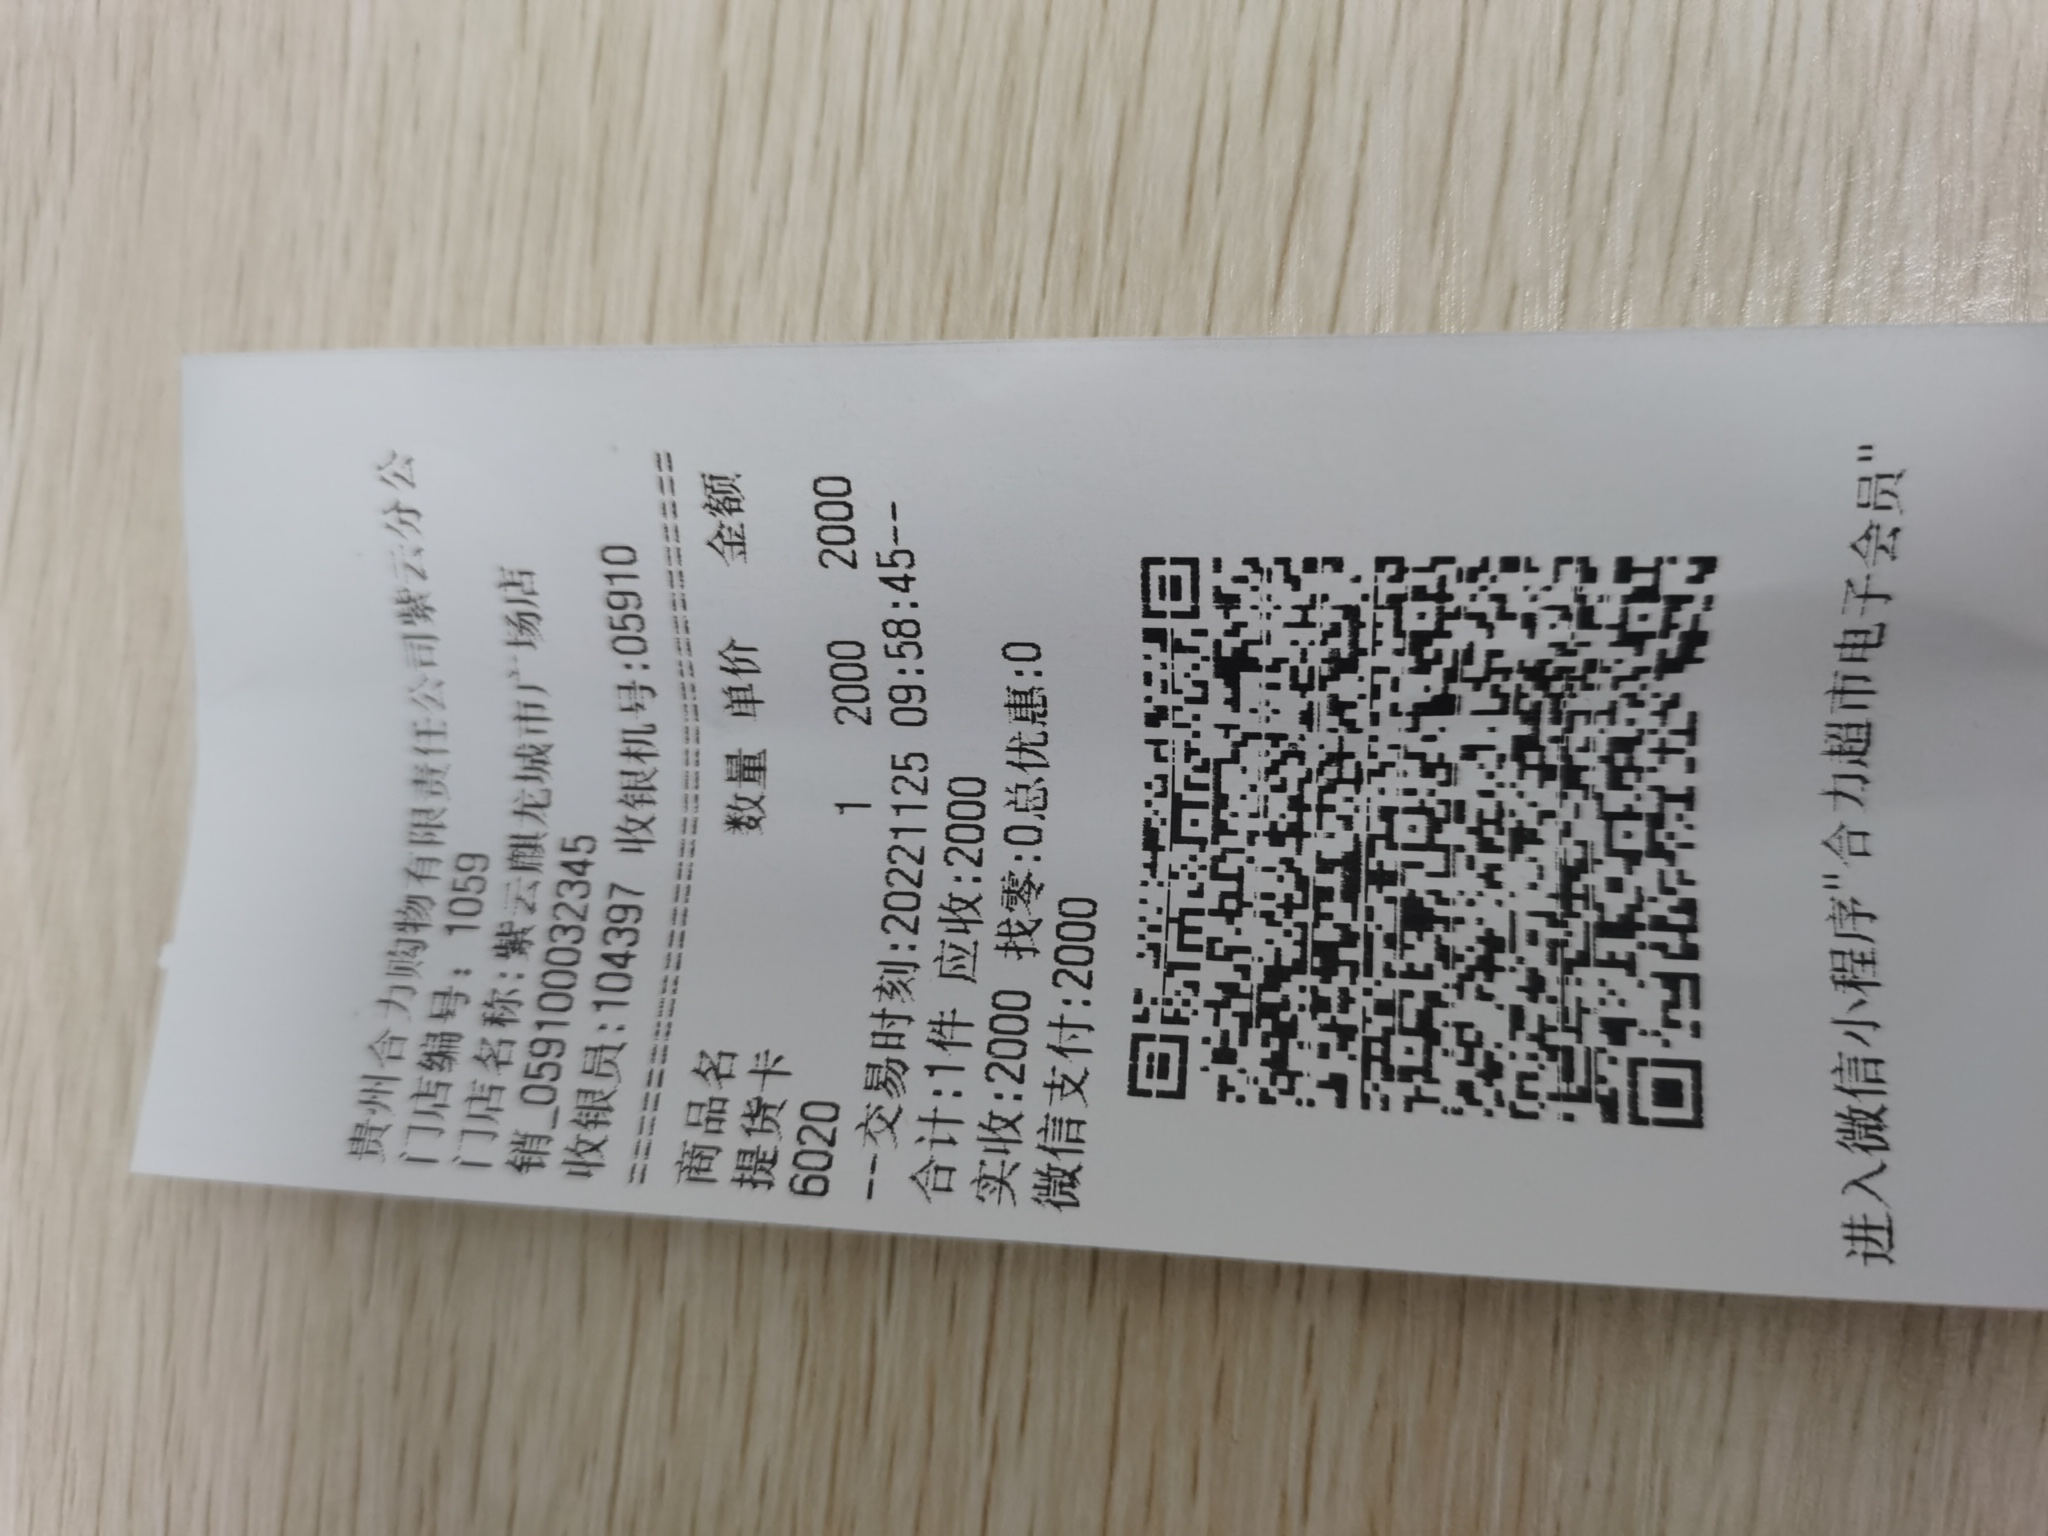 贵州合力购物有限责任公司紫云分公
门店编号: 1059
门店名称:紫云麒龙城市广场店
销_0591000032345
收银员:104397 收银机号:05910
================================
商品名 数量 单价 金额
提货卡
6020 1 2000 2000
--交易时刻:20221125 09:58:45--
合计:1件 应收:2000
实收:2000 找零:0总优惠:0
微信支付:2000
进入微信小程序"合力超市电子会员"